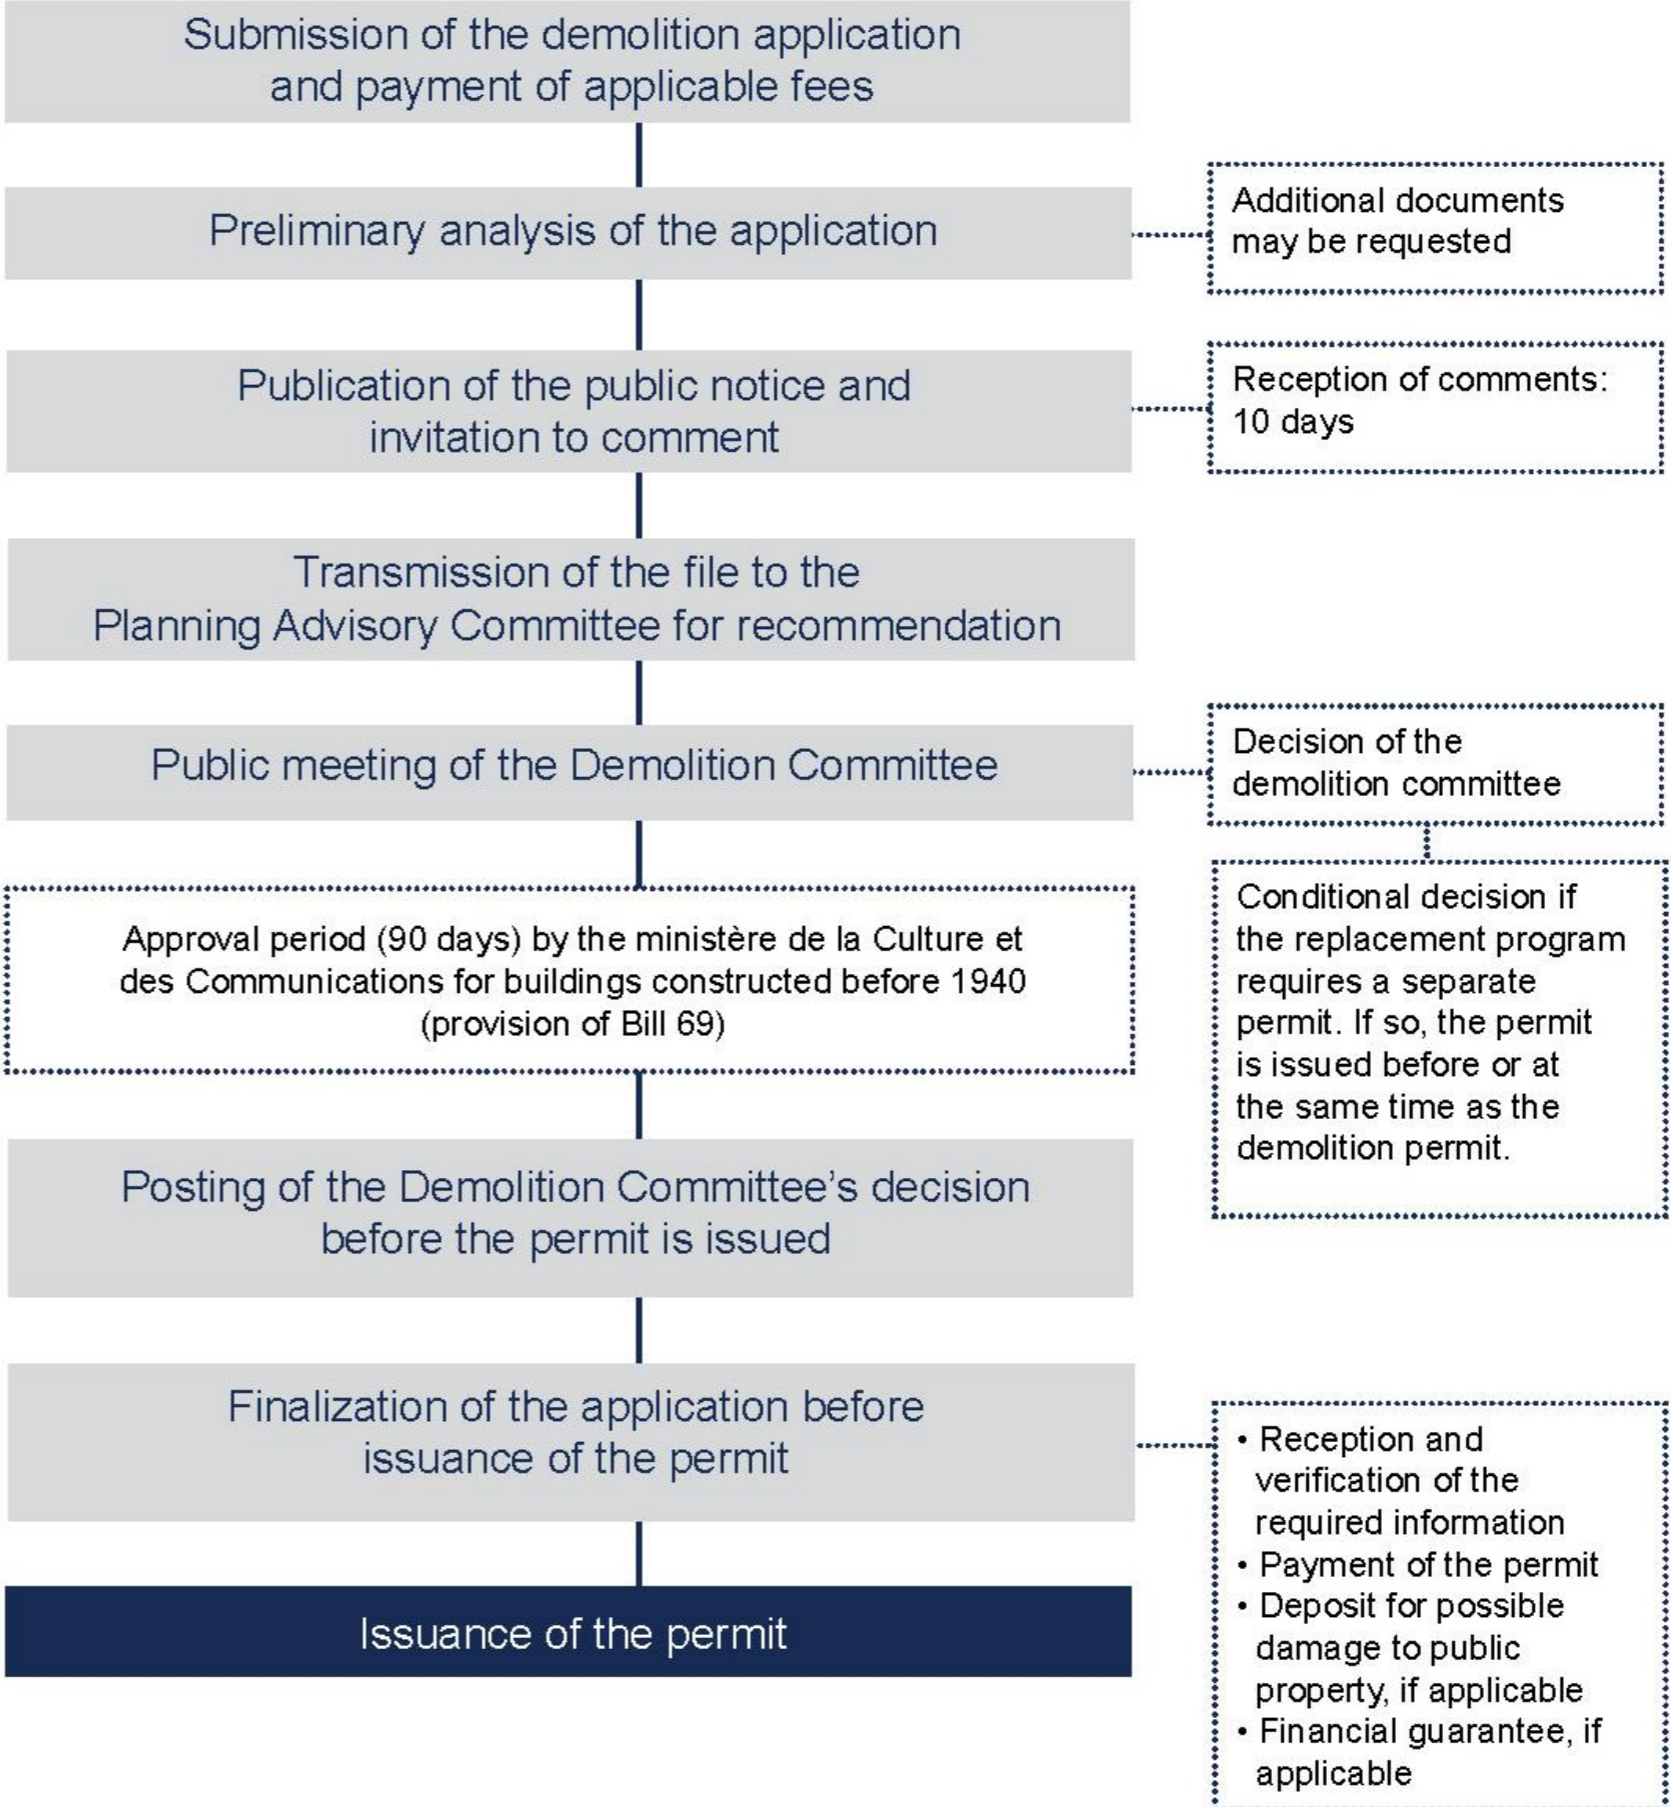 Submission of the demolition application
and payment of applicable fees
Preliminary analysis of the application
Additional documents
may be requested
Publication of the public notice and
invitation to comment
Reception of comments:
10 days
Transmission of the file to the
Planning Advisory Committee for recommendation
Public meeting of the Demolition Committee
Decision of the
demolition committee
Conditional decision if
the replacement program
requires a separate
permit. If so, the permit
is issued before or at
the same time as the
demolition permit.
Approval period (90 days) by the ministère de la Culture et
des Communications for buildings constructed before 1940
(provision of Bill 69)
Posting of the Demolition Committee’s decision
before the permit is issued
Finalization of the application before
issuance of the permit
• Reception and
verification of the
required information
• Payment of the permit
• Deposit for possible
damage to public
property, if applicable
• Financial guarantee, if
applicable
Issuance of the permit